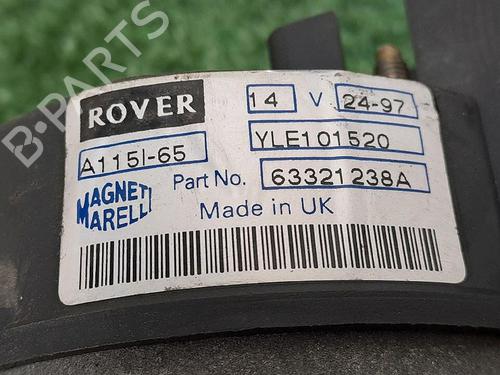 B-PARTS
ROVER
14 V 24-97
A115I-65
YLE101520
MAGNETI MARELLI
Part No. 63321238A
Made in UK